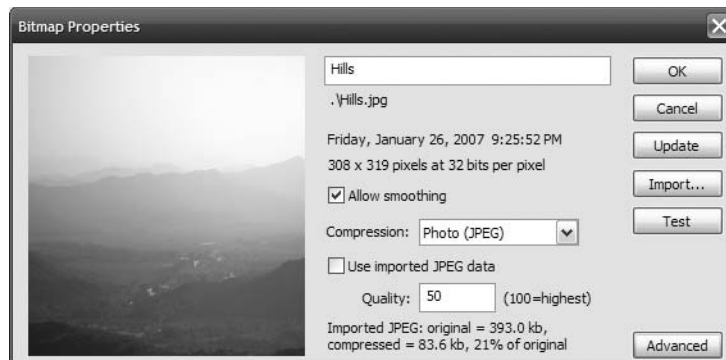 Bitmap Properties
Hills
.\Hills.jpg
Friday, January 26, 2007 9:25:52 PM
308 x 319 pixels at 32 bits per pixel
Allow smoothing
Compression: Photo (JPEG)
Use imported JPEG data
Quality: 50 (100=highest)
Imported JPEG: original = 393.0 kb,
compressed = 83.6 kb, 21% of original
OK
Cancel
Update
Import...
Test
Advanced